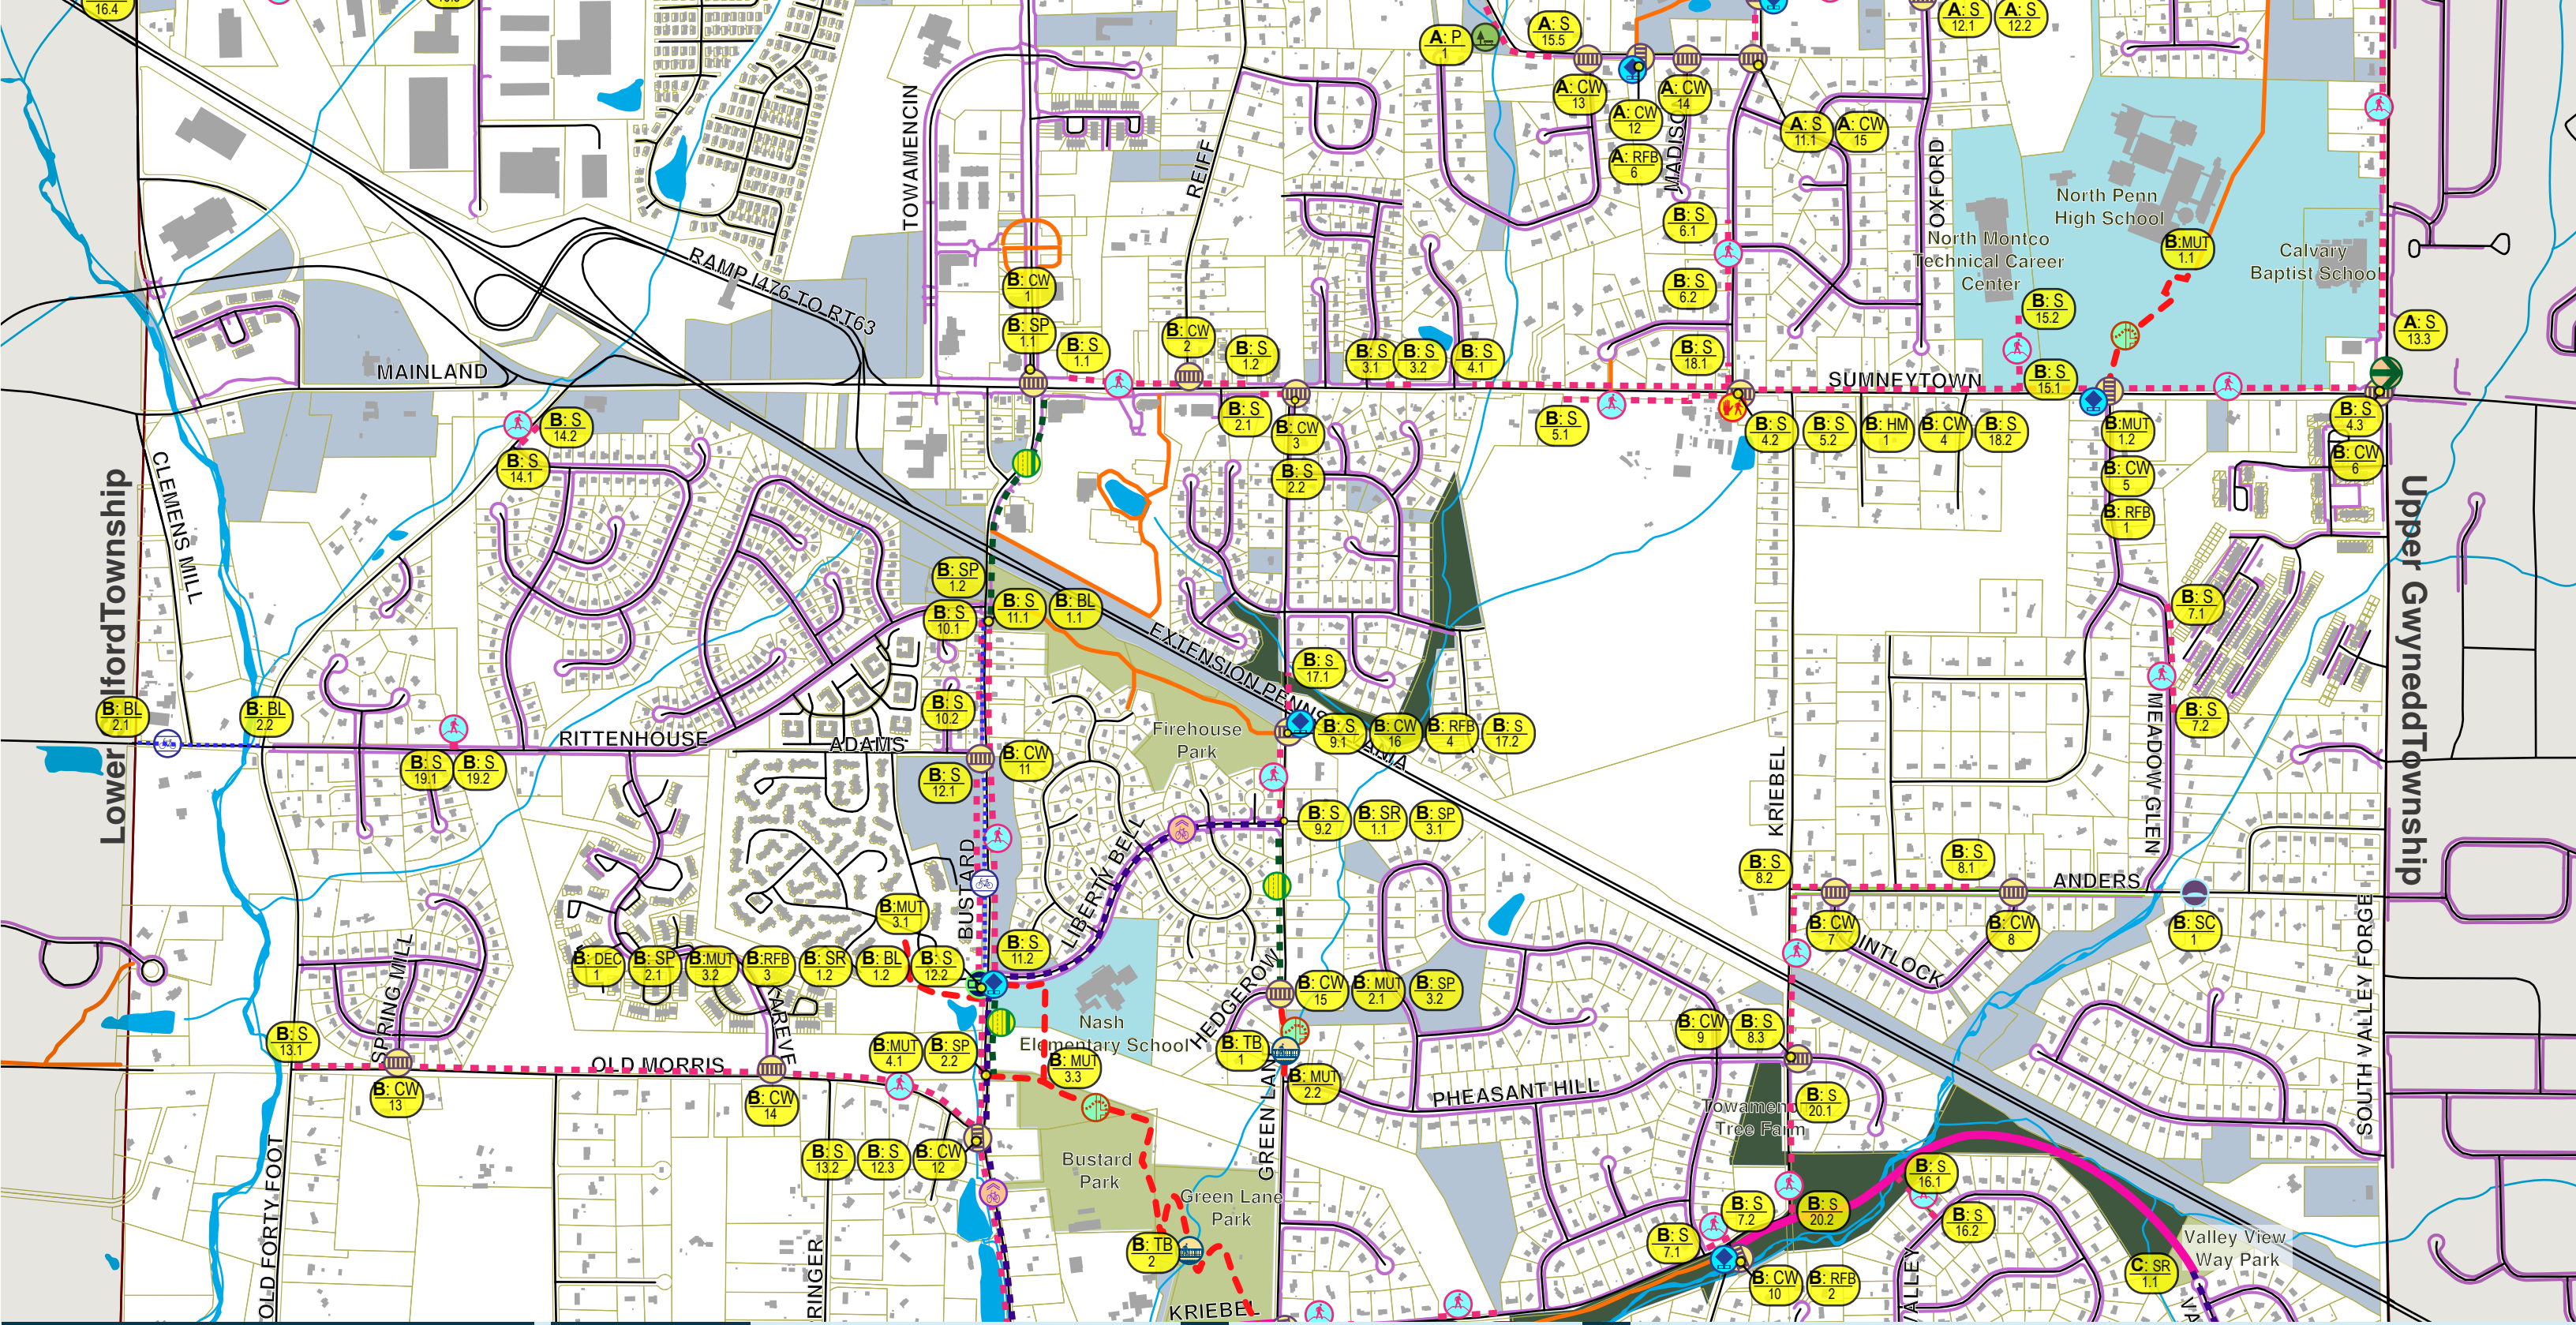 16.4
A: P
1
A: S
15.5
A: S
12.1
A: S
12.2
A: CW
13
A: CW
14
A: CW
12
A: RFB
6
A: S
11.1
A: CW
15
TOWAMENCIN
REIFF
MADISO
OXFORD
North Penn
High School
North Montco
Technical Career
Center
Calvary
Baptist School
B: S
6.1
B: MUT
1.1
RAMP I476 TO RT63
B: CW
1
B: S
6.2
B: S
15.2
B: SP
1.1
B: S
1.1
B: CW
2
B: S
1.2
B: S
3.1
B: S
3.2
B: S
4.1
B: S
18.1
A: S
13.3
MAINLAND
SUMNEYTOWN
B: S
15.1
B: S
14.2
B: S
14.1
B: S
2.1
B: CW
3
B: S
2.2
B: S
5.1
B: S
4.2
B: S
5.2
B: HM
1
B: CW
4
B: S
18.2
B: MUT
1.2
B: CW
5
B: RFB
1
B: S
4.3
B: CW
6
CLEMENS MILL
Lower
lfordTownship
Upper GwyneddTownship
B: SP
1.2
B: S
10.1
B: S
11.1
B: BL
1.1
B: S
7.1
EXTENSION PENNS
ANIA
B: S
17.1
B: BL
2.1
B: BL
2.2
B: S
10.2
B: S
9.1
B: CW
16
B: RFB
4
B: S
17.2
B: S
7.2
RITTENHOUSE
ADAMS
Firehouse
Park
B: S
19.1
B: S
19.2
B: S
12.1
B: CW
11
KRIEBEL
MEADOW GLEN
B: S
9.2
B: SR
1.1
B: SP
3.1
BUSTARD
LIBERTY BELL
B: S
8.2
B: S
8.1
ANDERS
B: MUT
3.1
B: CW
7
B: CW
8
B: SC
1
INTLOCK
B: DEC
1
B: SP
2.1
B: MUT
3.2
B: RFB
3
B: SR
1.2
B: BL
1.2
B: S
12.2
B: S
11.2
SPRING MILL
AREVE
HEDGEROW
B: CW
15
B: MUT
2.1
B: SP
3.2
Nash
Elementary School
B: S
13.1
OLD MORRIS
B: MUT
4.1
B: SP
2.2
B: MUT
3.3
B: TB
1
B: MUT
2.2
B: CW
9
B: S
8.3
B: CW
13
B: CW
14
PHEASANT HILL
Towamen
Tree Farm
B: S
20.1
SOUTH VALLEY FORGE
OLD FORTY FOOT
B: S
13.2
B: S
12.3
B: CW
12
Bustard
Park
GREEN LAN
Green Lane
Park
B: S
16.1
B: S
7.2
B: S
20.2
B: S
16.2
B: S
7.1
B: TB
2
Valley View
Way Park
RINGER
B: CW
10
B: RFB
2
C: SR
1.1
KRIEBEL
ALLEY